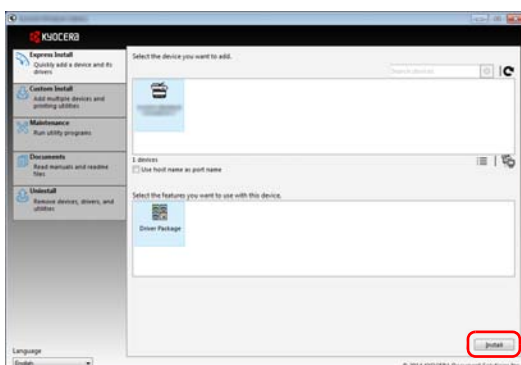 KYOCERA
Express Install
Quickly add a device and its
drivers
Custom Install
Add multiple devices and
printing utilities
Maintenance
Run utility programs
Documents
Read manuals and readme
files
Uninstall
Remove devices, drivers, and
utilities
Language
English
Select the device you want to add.
Search devices
1 devices
Use host name as port name
Select the features you want to use with this device.
Driver Package
Install